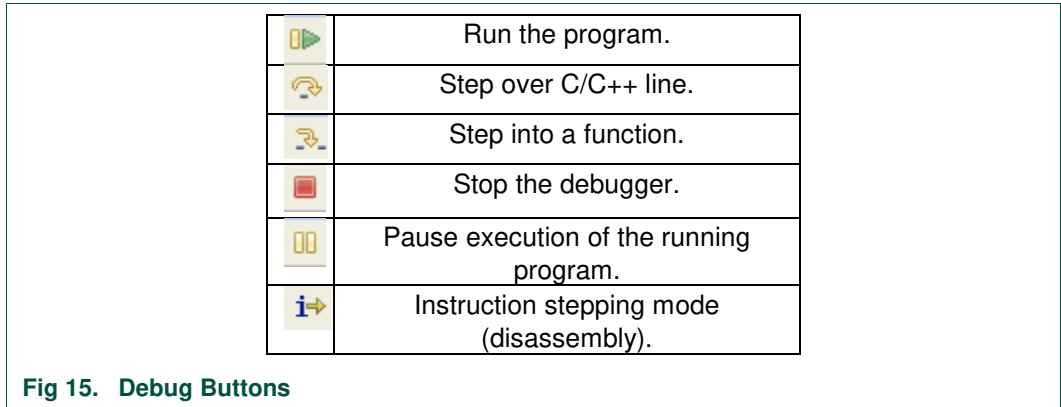 Run the program.
Step over C/C++ line.
Step into a function.
Stop the debugger.
Pause execution of the running
program.
i
Instruction stepping mode
(disassembly).
Fig 15. Debug Buttons